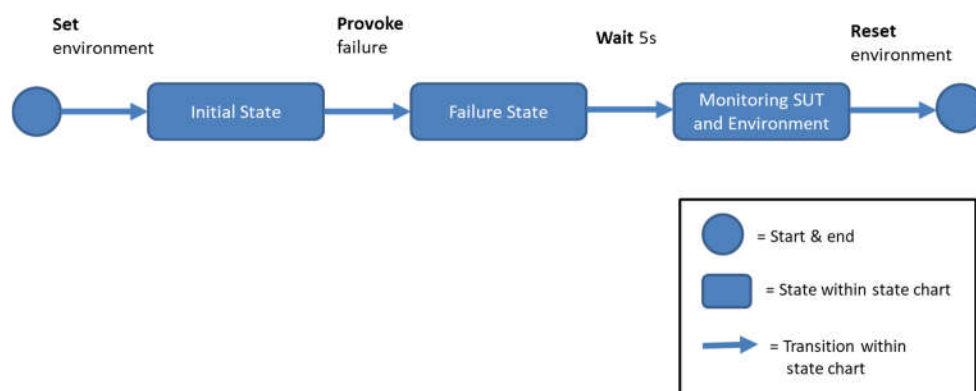 Set
environment
Provoke
failure
Wait 5s
Reset
environment
Initial State
Failure State
Monitoring SUT
and Environment
= Start & end
= State within state chart
= Transition within
state chart